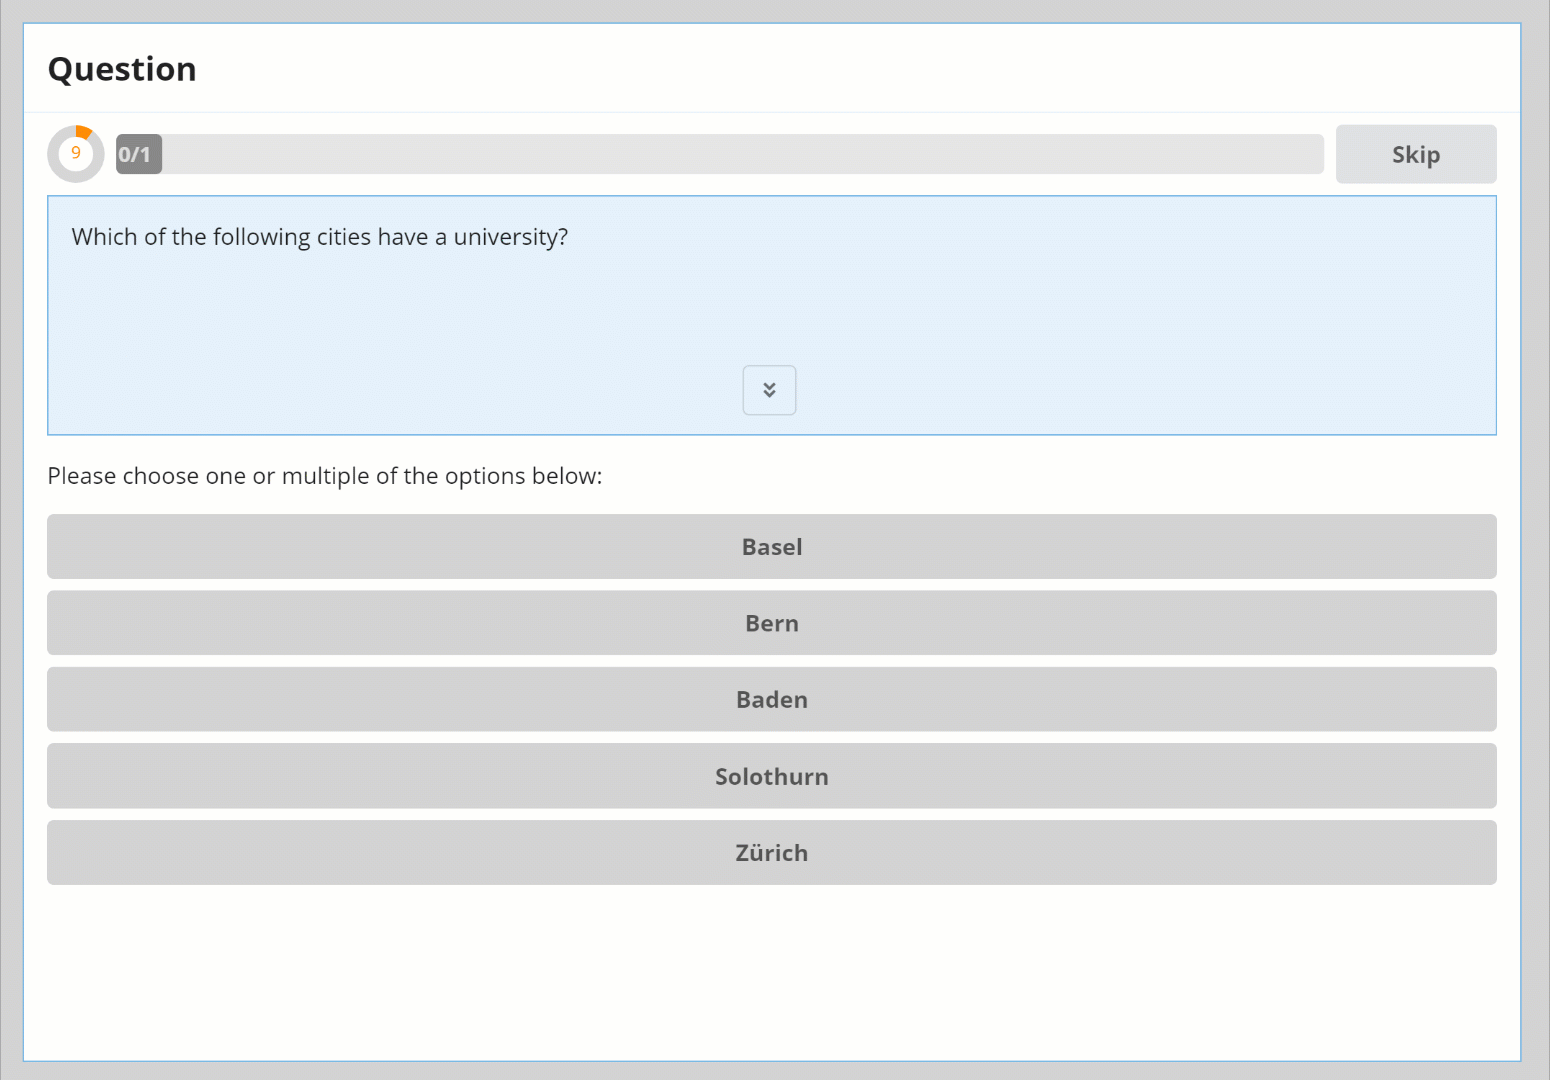 Question
9
0/1
Skip
Which of the following cities have a university?
Please choose one or multiple of the options below:
Basel
Bern
Baden
Solothurn
Zürich